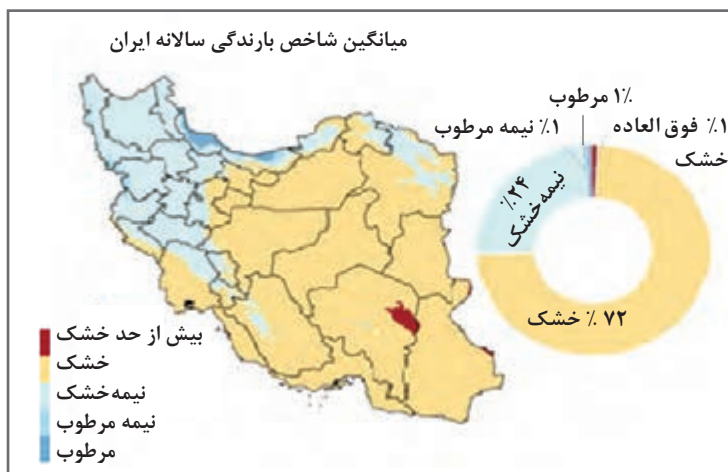 میانگین شاخص بارندگی سالانه ایران
۱٪ مرطوب
۱٪ نیمه مرطوب
۱٪ فوق العاده
خشک
۲۴٪
نیمه خشک
۷۲ ٪ خشک
بیش از حد خشک
خشک
نیمه خشک
نیمه مرطوب
مرطوب